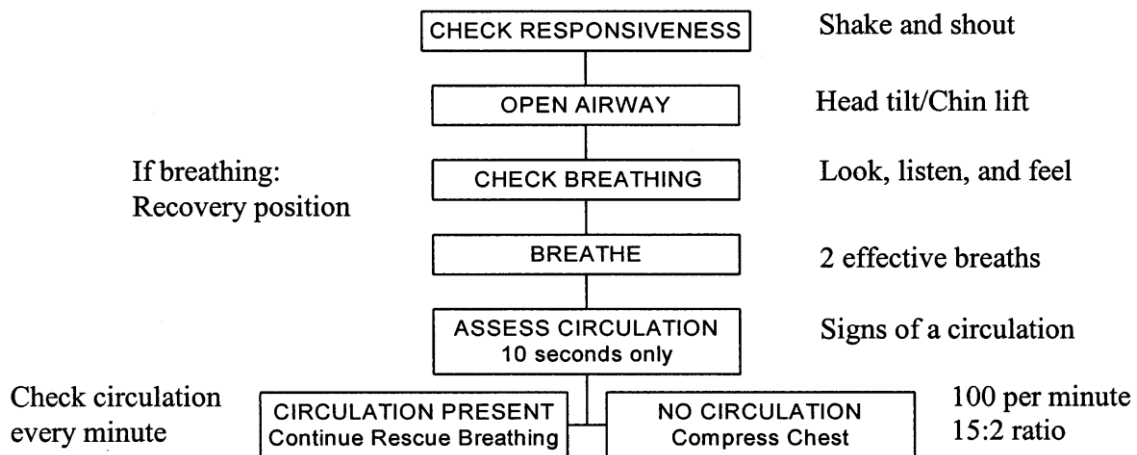 CHECK RESPONSIVENESS
Shake and shout
OPEN AIRWAY
Head tilt/Chin lift
If breathing:
Recovery position
CHECK BREATHING
Look, listen, and feel
BREATHE
2 effective breaths
ASSESS CIRCULATION
10 seconds only
Signs of a circulation
Check circulation
every minute
CIRCULATION PRESENT
Continue Rescue Breathing
NO CIRCULATION
Compress Chest
100 per minute
15:2 ratio